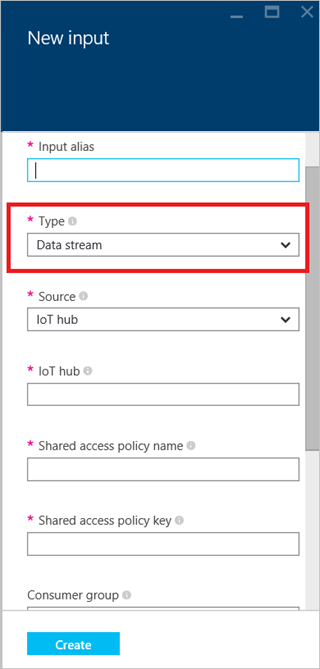 New input
* Input alias
* Type
Data stream
* Source
IoT hub
* IoT hub
* Shared access policy name
* Shared access policy key
Consumer group
Create